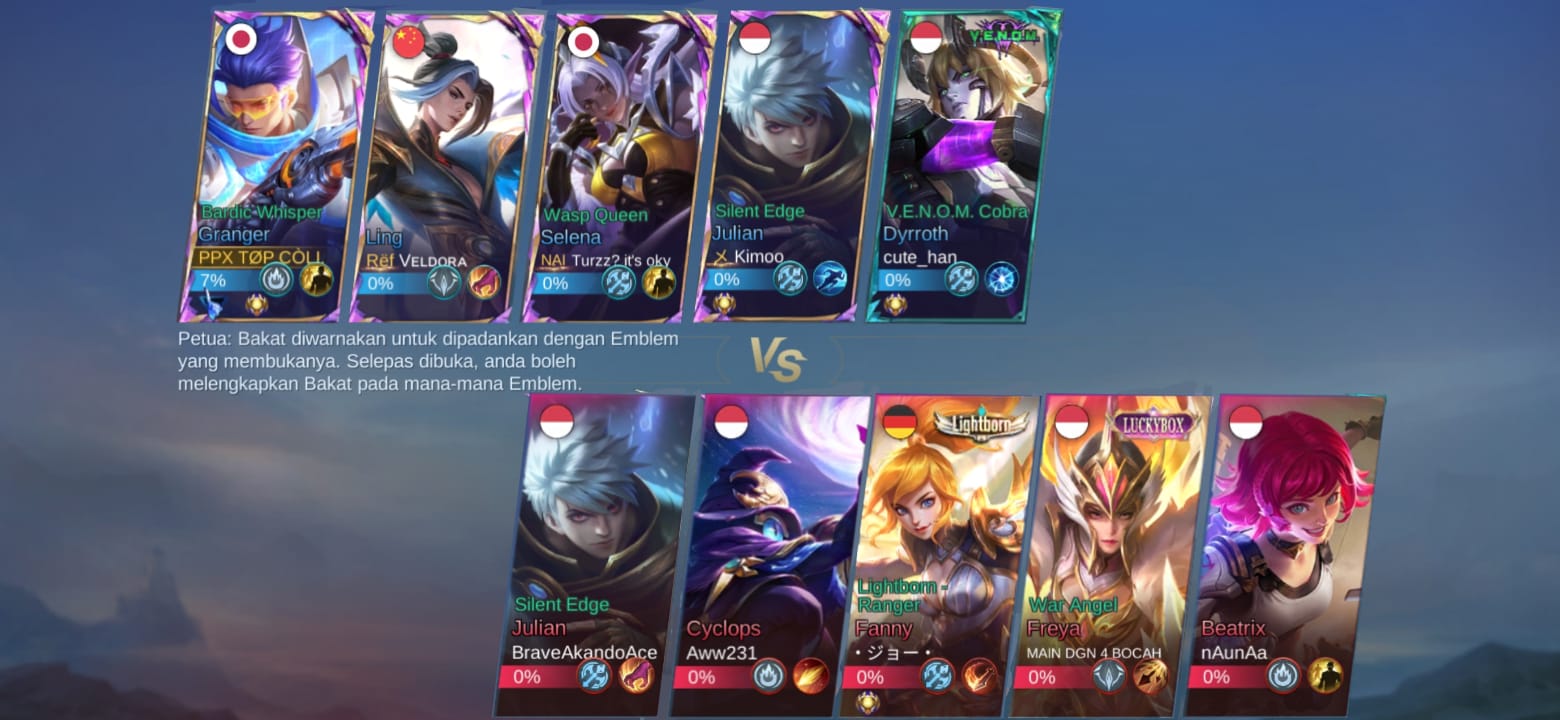 V.E.N.O.M.
Bardic Whisper
Granger
PPX TØP CÒLL
7%
Ling
Rëf VELDORA
0%
Wasp Queen
Selena
NAI Turzz?.it's oky
0%
Silent Edge
Julian
メ Kimoo
0%
V.E.N.O.M. Cobra
Dyrroth
cute_han
0%
Petua: Bakat diwarnakan untuk dipadankan dengan Emblem
yang membukanya. Selepas dibuka, anda boleh
melengkapkan Bakat pada mana-mana Emblem.
VS
Silent Edge
Julian
BraveAkandoAce
0%
Cyclops
Aww231
0%
Lightborn
Lightborn -
Ranger
Fanny
• ジョー •
0%
LUCKYBOX
War Angel
Freya
MAIN DGN 4 BOCAH
0%
Beatrix
nAunAa
0%